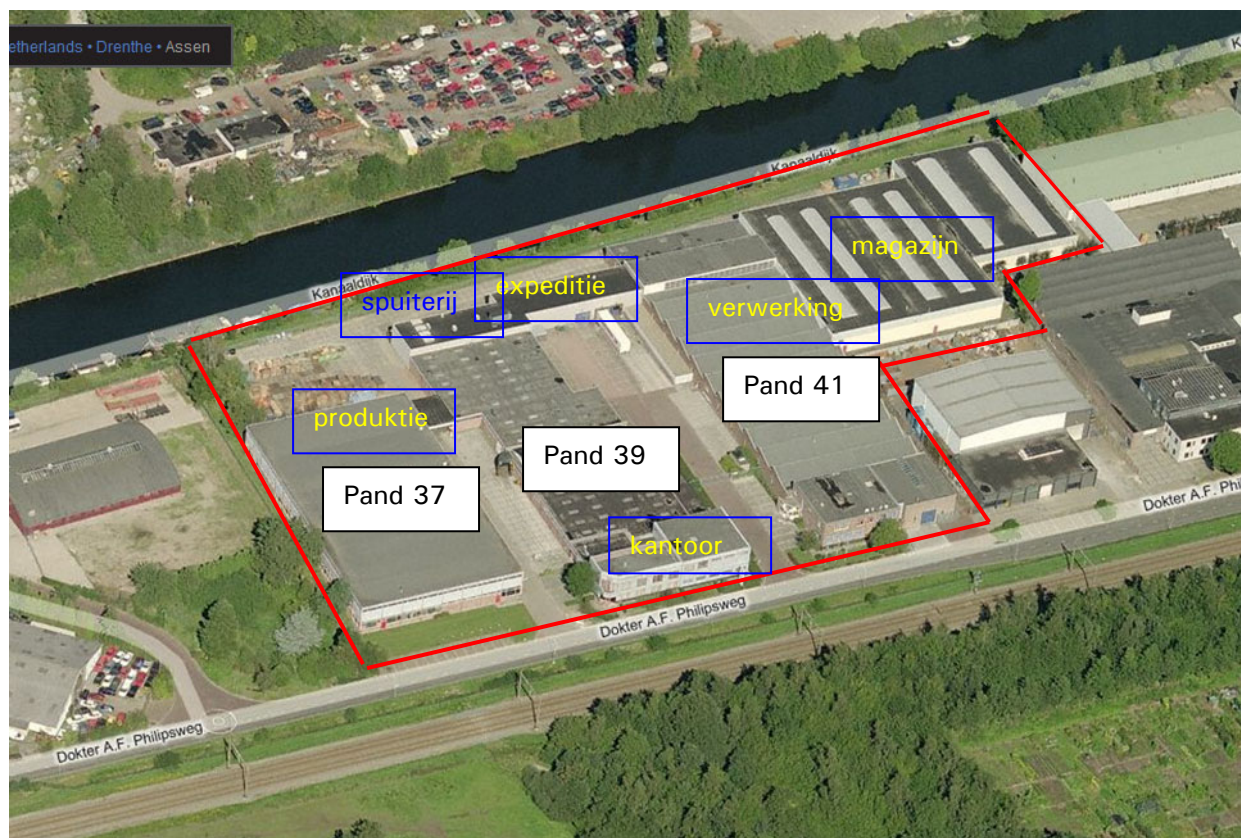 etherlands • Drenthe • Assen
K
Kanaaldijk
magazijn
expeditie
Kanaaldijk
spuiterij
verwerking
Pand 41
produktie
Pand 39
Pand 37
Dokter A.F. Phili
kantoor
Dokter A.F. Philipsweg
Dokter A.F. Philipsweg